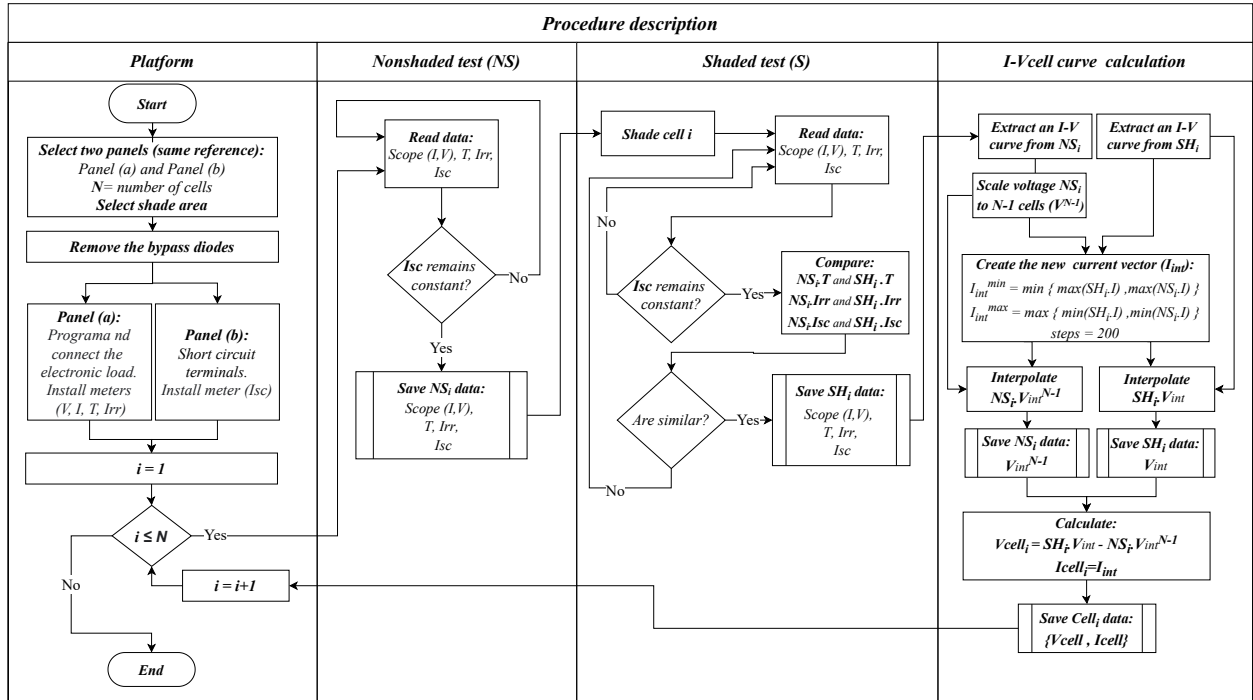 Procedure description
Platform
Nonshaded test (NS)
Shaded test (S)
I-Vcell curve calculation
Start
Select two panels (same reference):
Panel (a) and Panel (b)
N= number of cells
Select shade area
Remove the bypass diodes
Panel (a):
Programa nd
connect the
electronic load.
Install meters
(V, I, T, Irr)
Panel (b):
Short circuit
terminals.
Install meter (Isc)
i = 1
i ≤ N
Yes
No
i = i+1
End
Read data:
Scope (I,V), T, Irr,
Isc
Isc remains
constant?
No
Yes
Save NSi data:
Scope (I,V),
T, Irr,
Isc
Shade cell i
Read data:
Scope (I,V), T, Irr,
Isc
No
Isc remains
constant?
Yes
Compare:
NSi.T and SHi .T
NSi.Irr and SHi .Irr
NSi.Isc and SHi .Isc
Are similar?
Yes
No
Save SHi data:
Scope (I,V),
T, Irr,
Isc
Extract an I-V
curve from NSi
Extract an I-V
curve from SHi
Scale voltage NSi
to N-1 cells (V^N-1)
Create the new current vector (Iint):
Iint^min = min { max(SHi.I) ,max(NSi.I) }
Iint^max = max { min(SHi.I) ,min(NSi.I) }
steps = 200
Interpolate
NSi.Vint^N-1
Interpolate
SHi.Vint
Save NSi data:
Vint^N-1
Save SHi data:
Vint
Calculate:
Vcelli = SHi.Vint - NSi.Vint^N-1
Icelli=Iint
Save Celli data:
{Vcell , Icell}